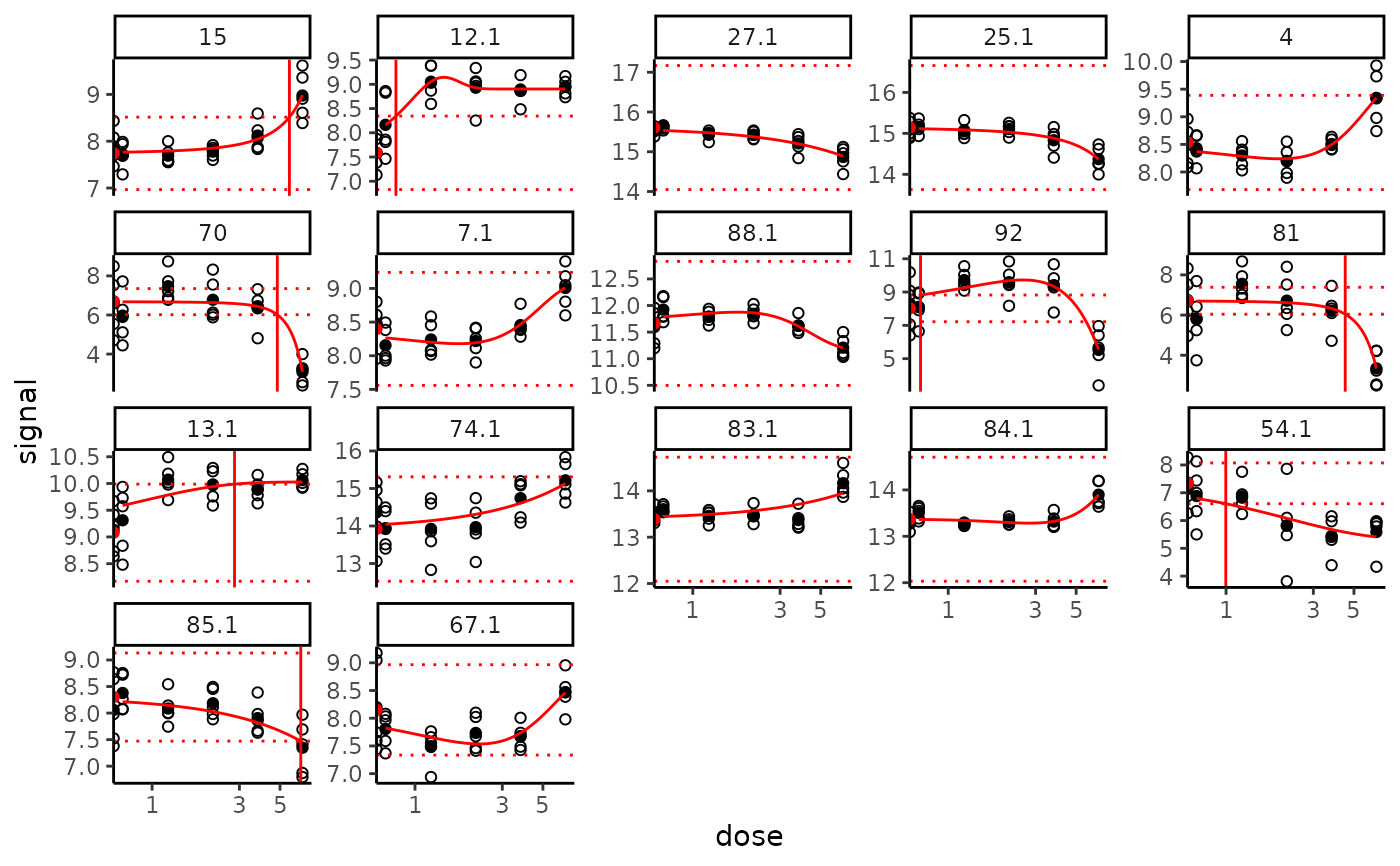 15 12.1 27.1 25.1 4
9 8 7
9.5 9.0 8.5 8.0 7.5 7.0
17 16 15 14
16 15 14
10.0 9.5 9.0 8.5 8.0
70 7.1 88.1 92 81
8 6 4
9.0 8.5 8.0 7.5
12.5 12.0 11.5 11.0 10.5
11 9 7 5
8 6 4
13.1 74.1 83.1 84.1 54.1
10.5 10.0 9.5 9.0 8.5
16 15 14 13
14 13 12
14 13 12
8 7 6 5 4
1 3 5 1 3 5 1 3 5
85.1 67.1
9.0 8.5 8.0 7.5 7.0
9.0 8.5 8.0 7.5 7.0
1 3 5 1 3 5
signal
dose